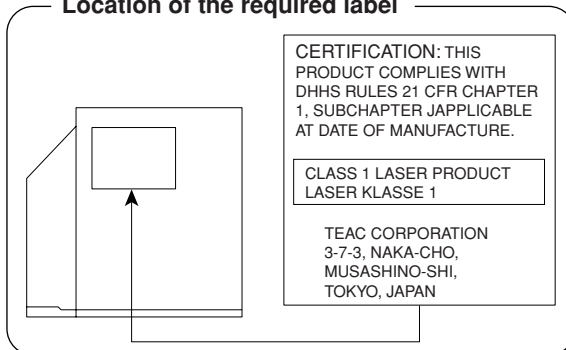 Location of the required label
CERTIFICATION: THIS
PRODUCT COMPLIES WITH
DHHS RULES 21 CFR CHAPTER
1, SUBCHAPTER JAPPLICABLE
AT DATE OF MANUFACTURE.
CLASS 1 LASER PRODUCT
LASER KLASSE 1
TEAC CORPORATION
3-7-3, NAKA-CHO,
MUSASHINO-SHI,
TOKYO, JAPAN